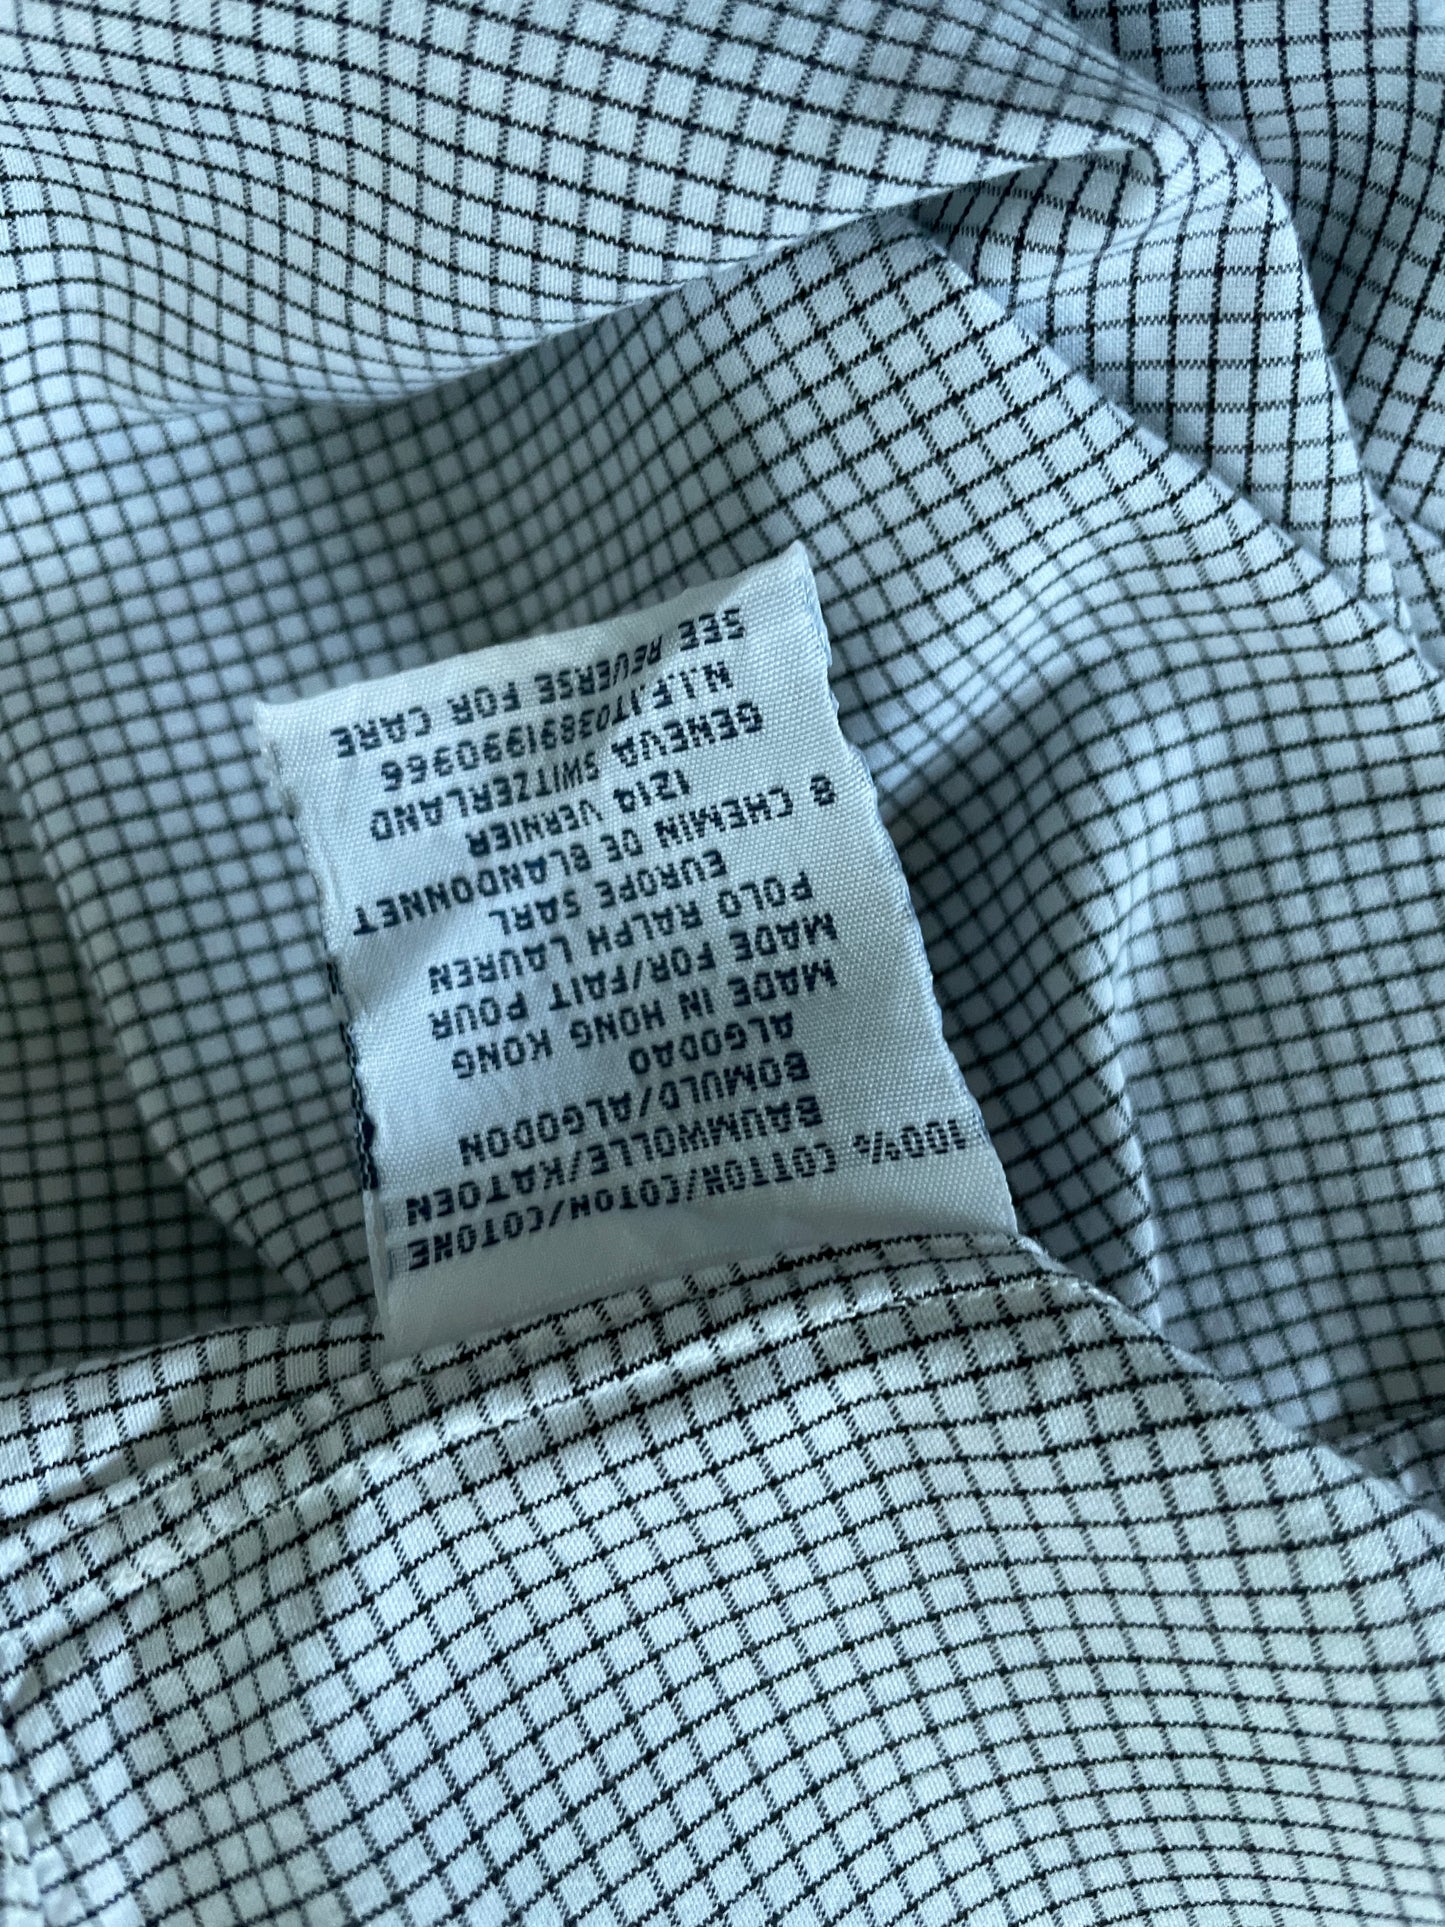 100% COTTON/COTON/COTONE
BAUMWOLLE/KATOEN
BOMULD/ALGODON
ALGODAO
MADE IN HONG KONG
MADE FOR/FAIT POUR
POLO RALPH LAUREN
EUROPE SARL
8 CHEMIN DE BLANDONNET
1214 VERNIER
GENEVA SWITZERLAND
N.I.F.IT03891990966
SEE REVERSE FOR CARE